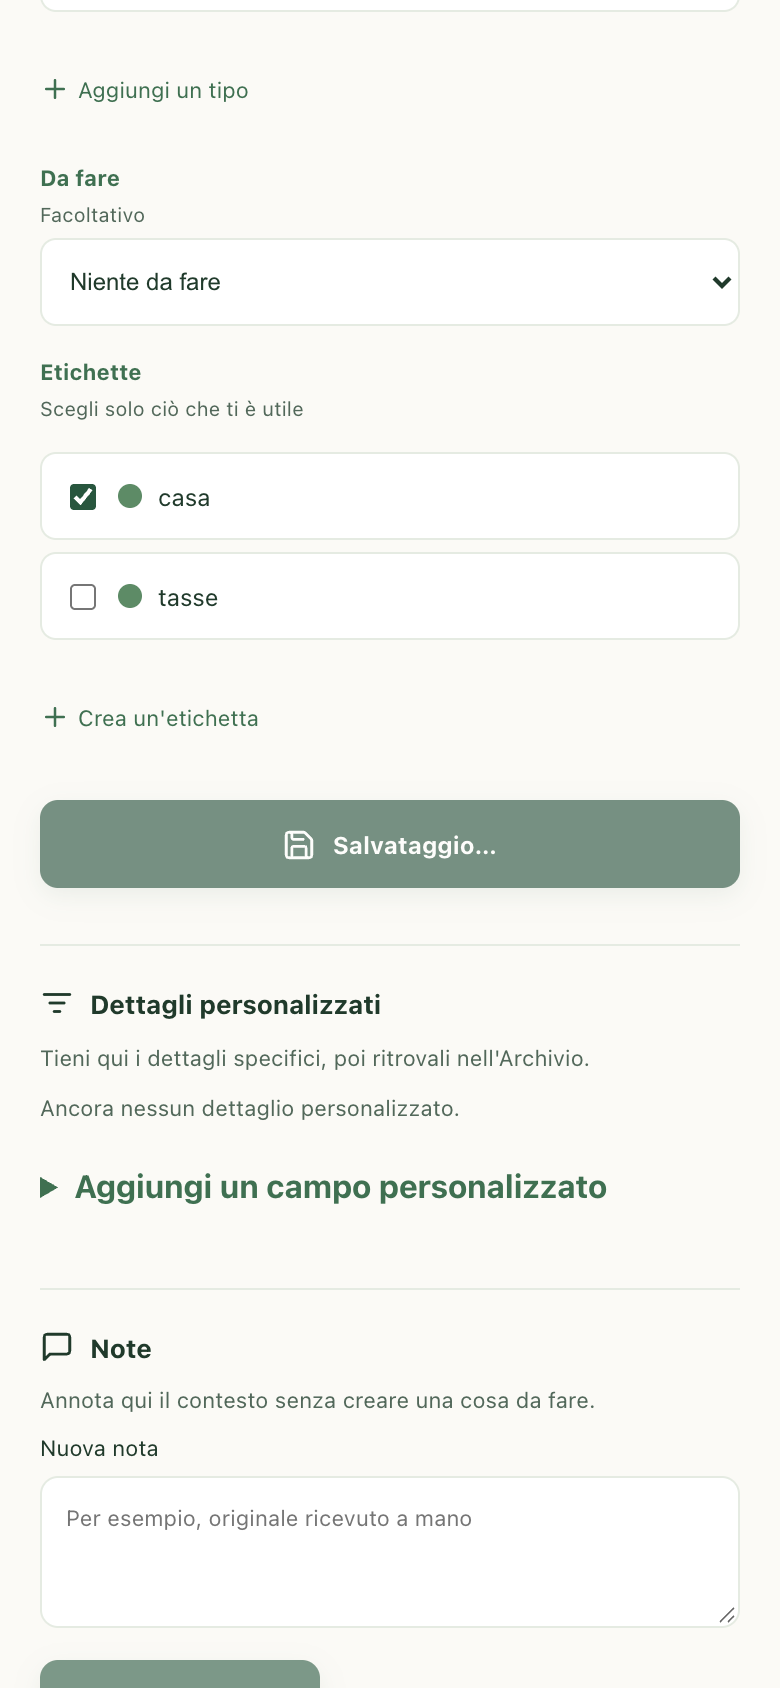 Aggiungi un tipo
Da fare
Facoltativo
Niente da fare
Etichette
Scegli solo ciò che ti è utile
casa
tasse
Crea un'etichetta
Salvataggio...
Dettagli personalizzati
Tieni qui i dettagli specifici, poi ritrovali nell'Archivio.
Ancora nessun dettaglio personalizzato.
Aggiungi un campo personalizzato
Note
Annota qui il contesto senza creare una cosa da fare.
Nuova nota
Per esempio, originale ricevuto a mano